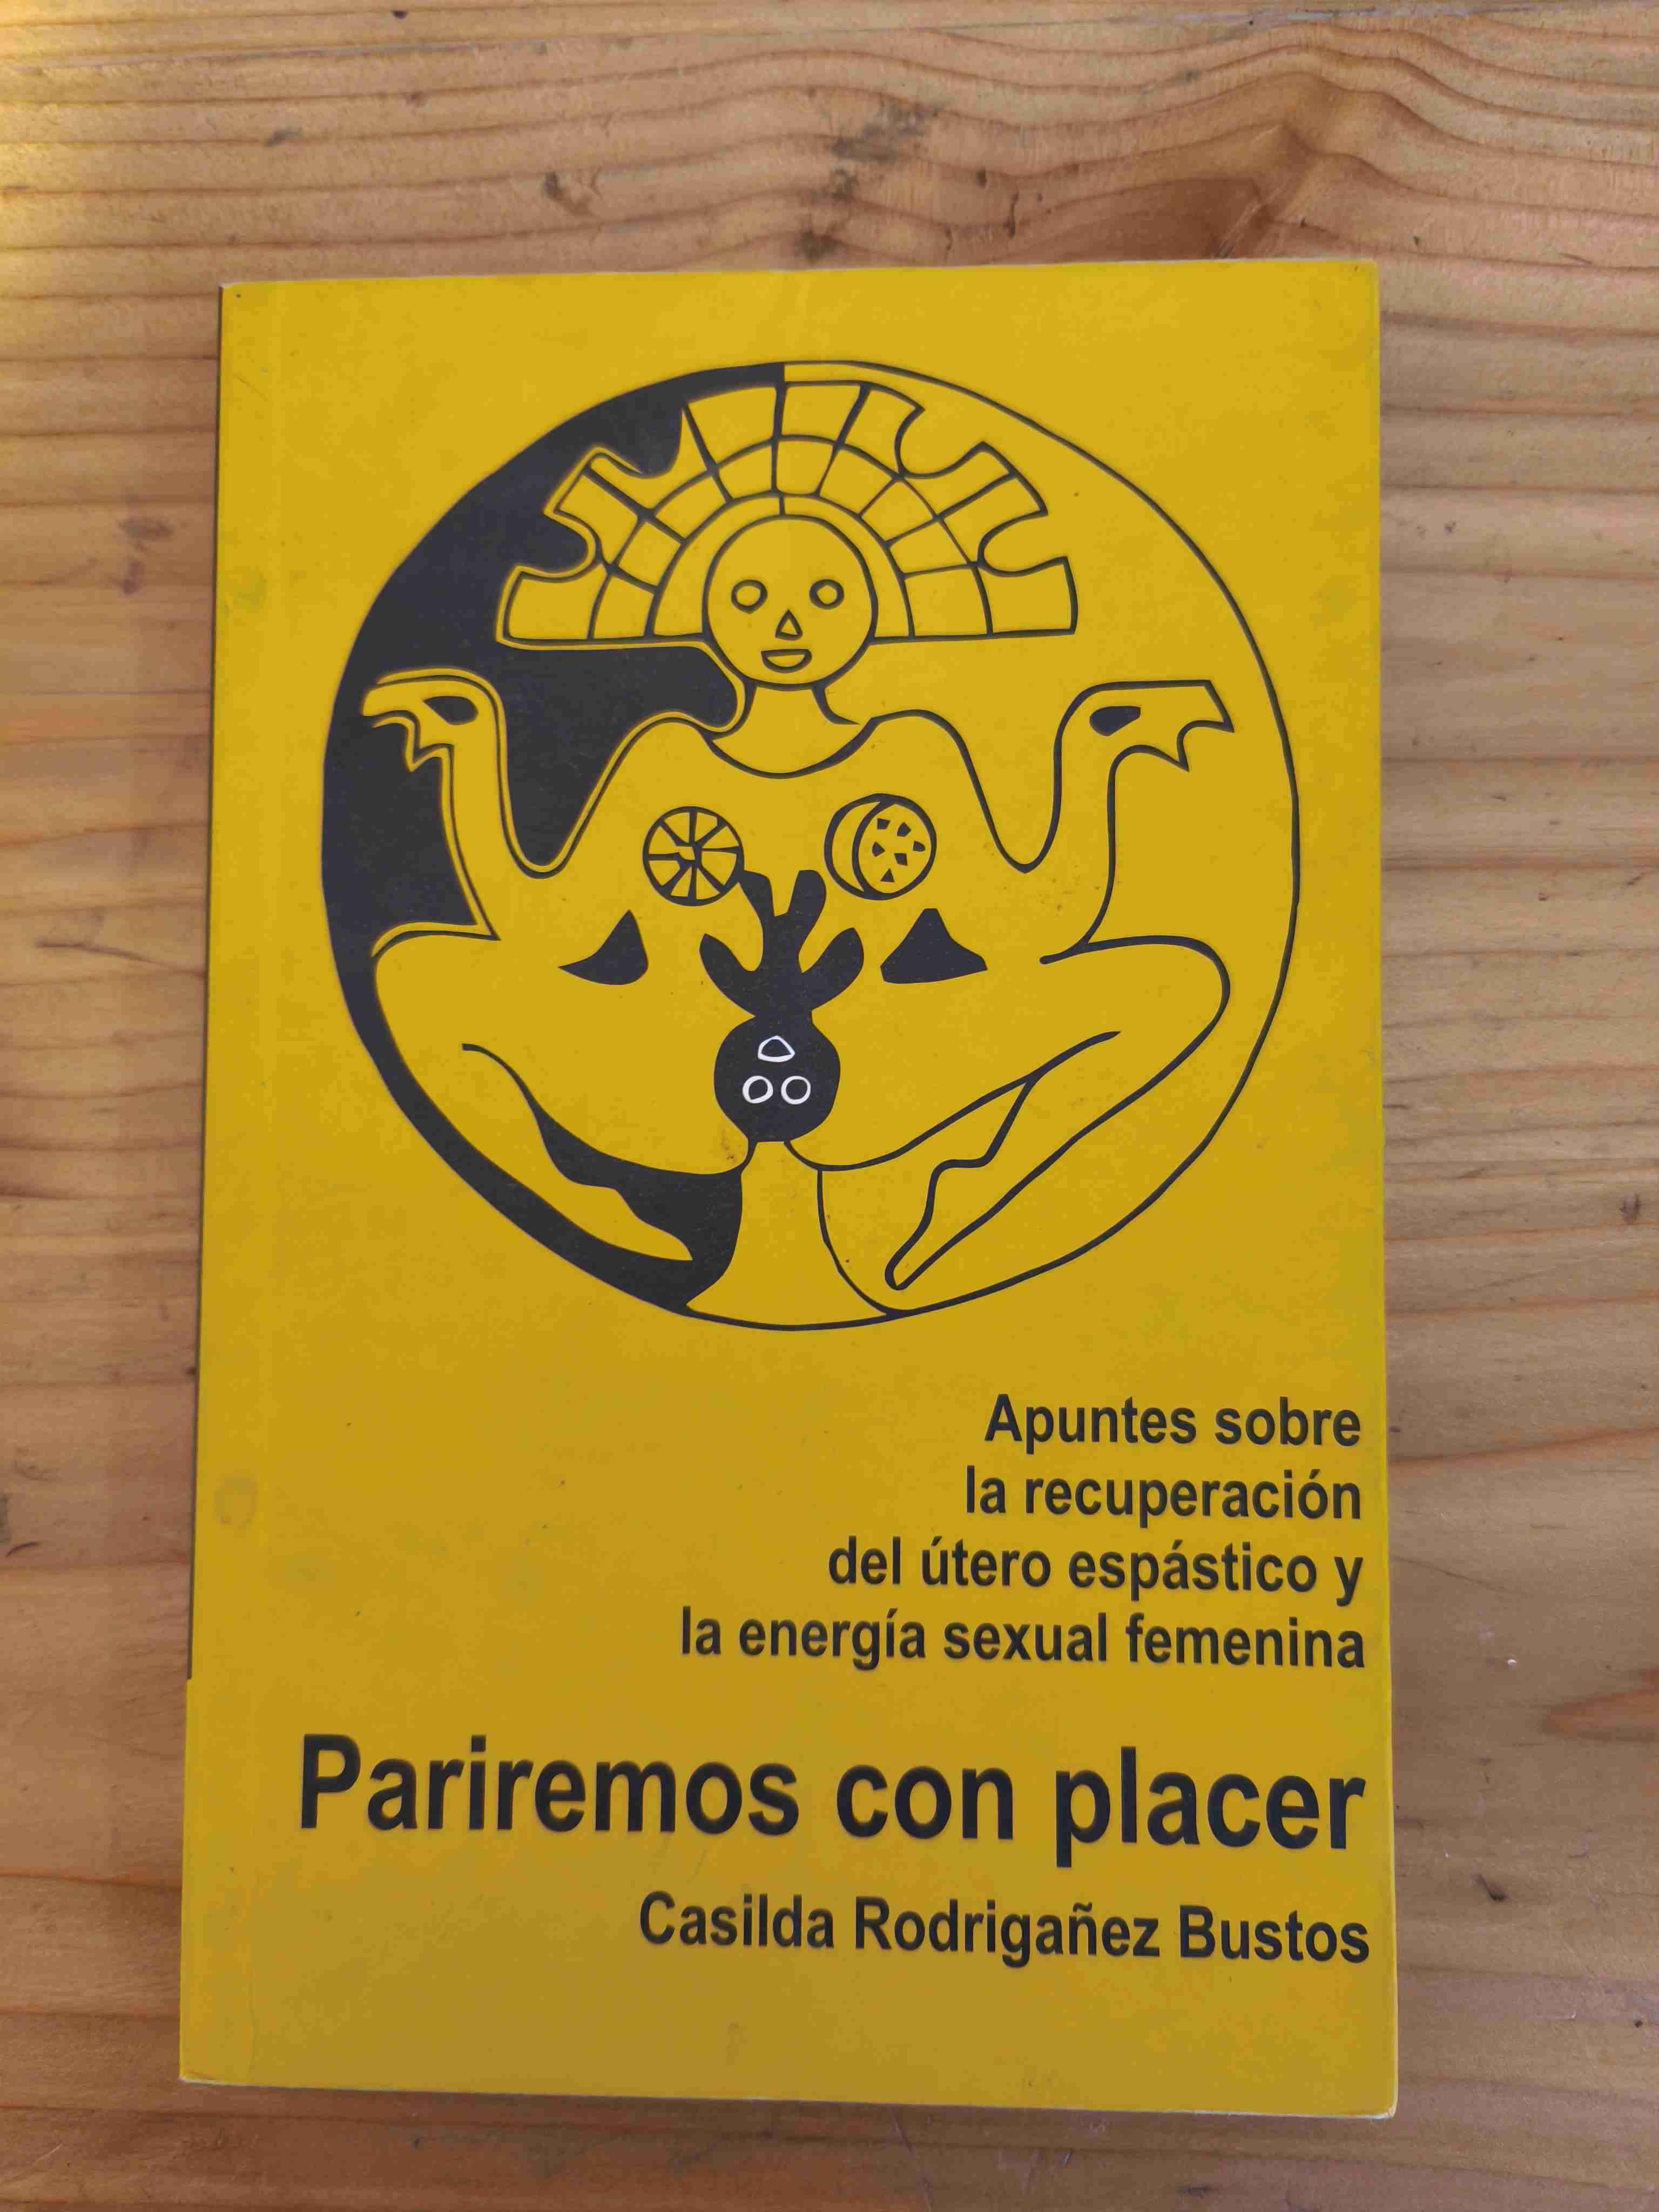 Apuntes sobre
la recuperación
del útero espástico y
la energía sexual femenina
Pariremos con placer
Casilda Rodrigañez Bustos